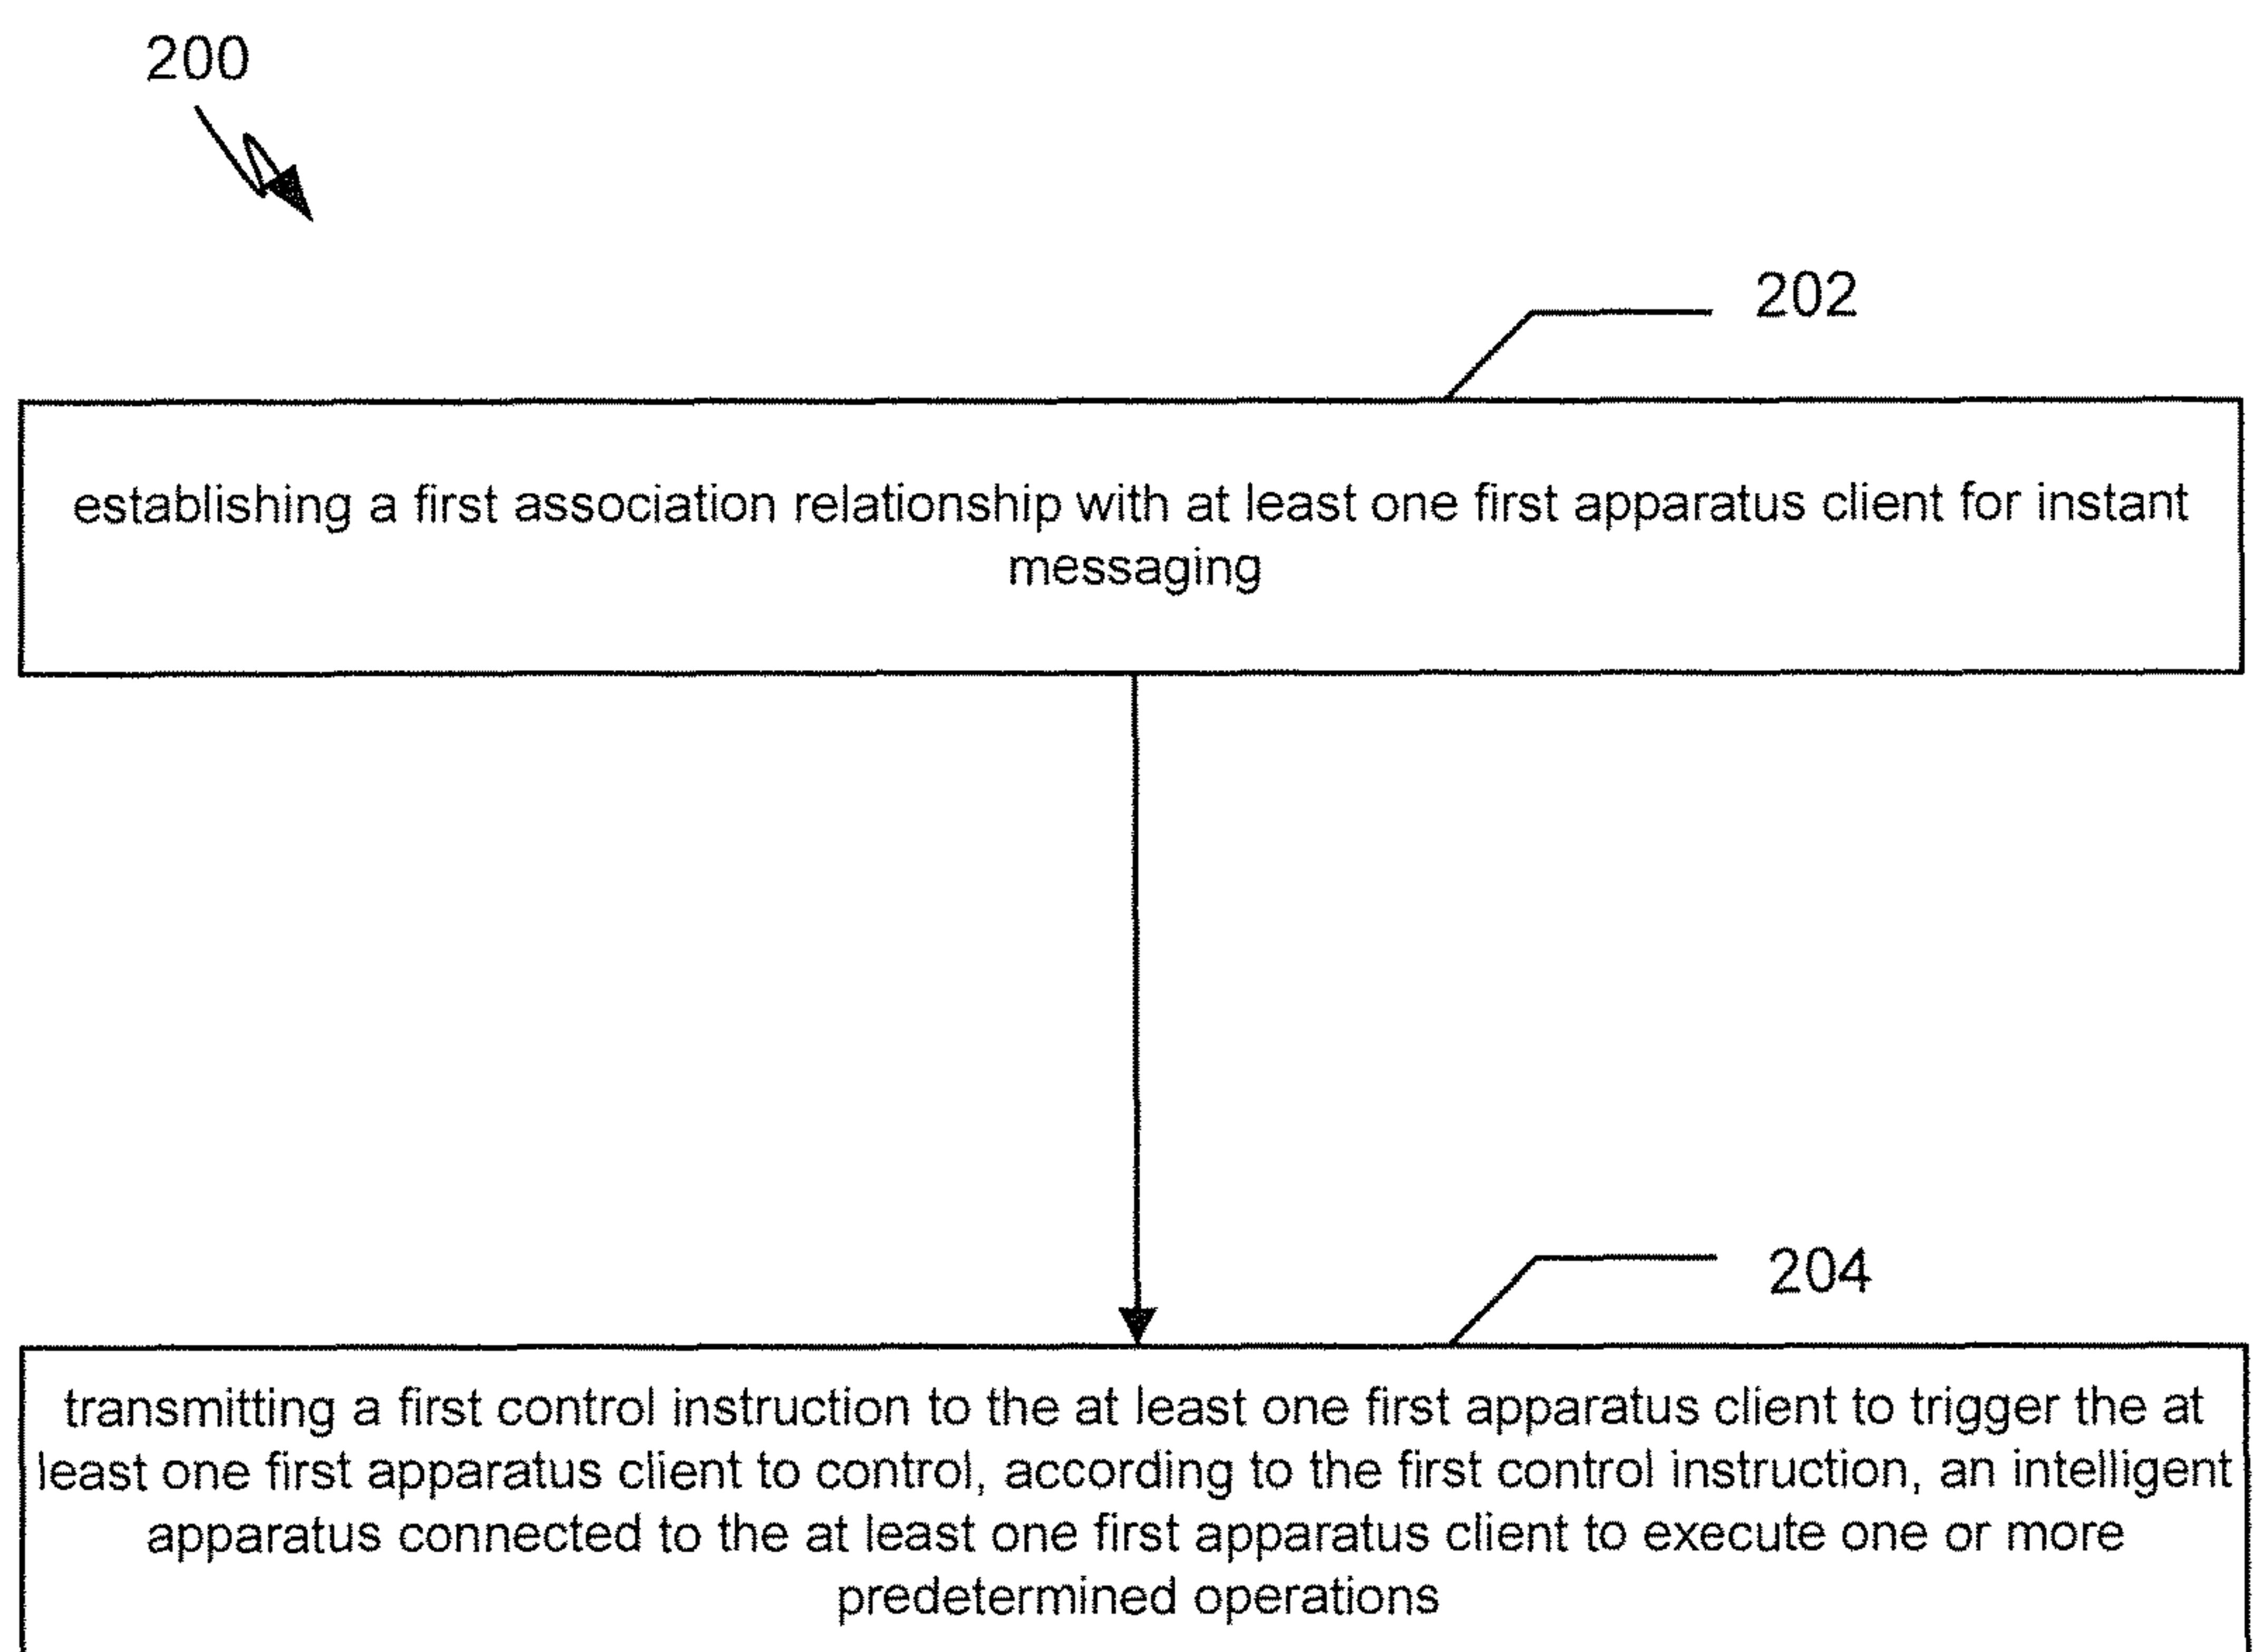 200
202
establishing a first association relationship with at least one first apparatus client for instant
messaging
204
transmitting a first control instruction to the at least one first apparatus client to trigger the at
least one first apparatus client to control, according to the first control instruction, an intelligent
apparatus connected to the at least one first apparatus client to execute one or more
predetermined operations